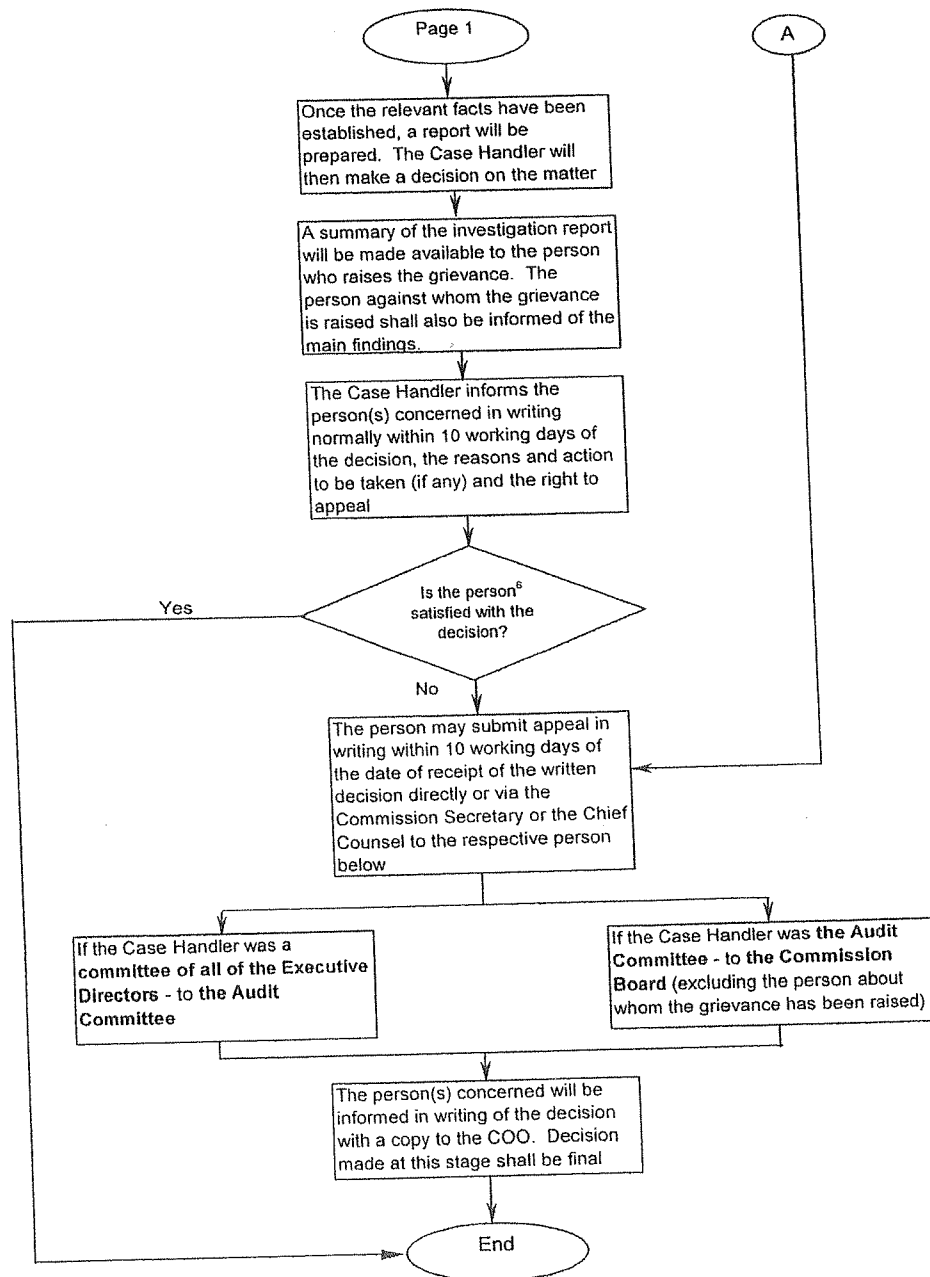 Page 1
A
Once the relevant facts have been
established, a report will be
prepared. The Case Handler will
then make a decision on the matter
A summary of the investigation report
will be made available to the person
who raises the grievance. The
person against whom the grievance
is raised shall also be informed of the
main findings.
The Case Handler informs the
person(s) concerned in writing
normally within 10 working days of
the decision, the reasons and action
to be taken (if any) and the right to
appeal
Is the person⁶
satisfied with the
decision?
Yes
No
The person may submit appeal in
writing within 10 working days of
the date of receipt of the written
decision directly or via the
Commission Secretary or the Chief
Counsel to the respective person
below
If the Case Handler was a
committee of all of the Executive
Directors - to the Audit
Committee
If the Case Handler was the Audit
Committee - to the Commission
Board (excluding the person about
whom the grievance has been raised)
The person(s) concerned will be
informed in writing of the decision
with a copy to the COO. Decision
made at this stage shall be final
End